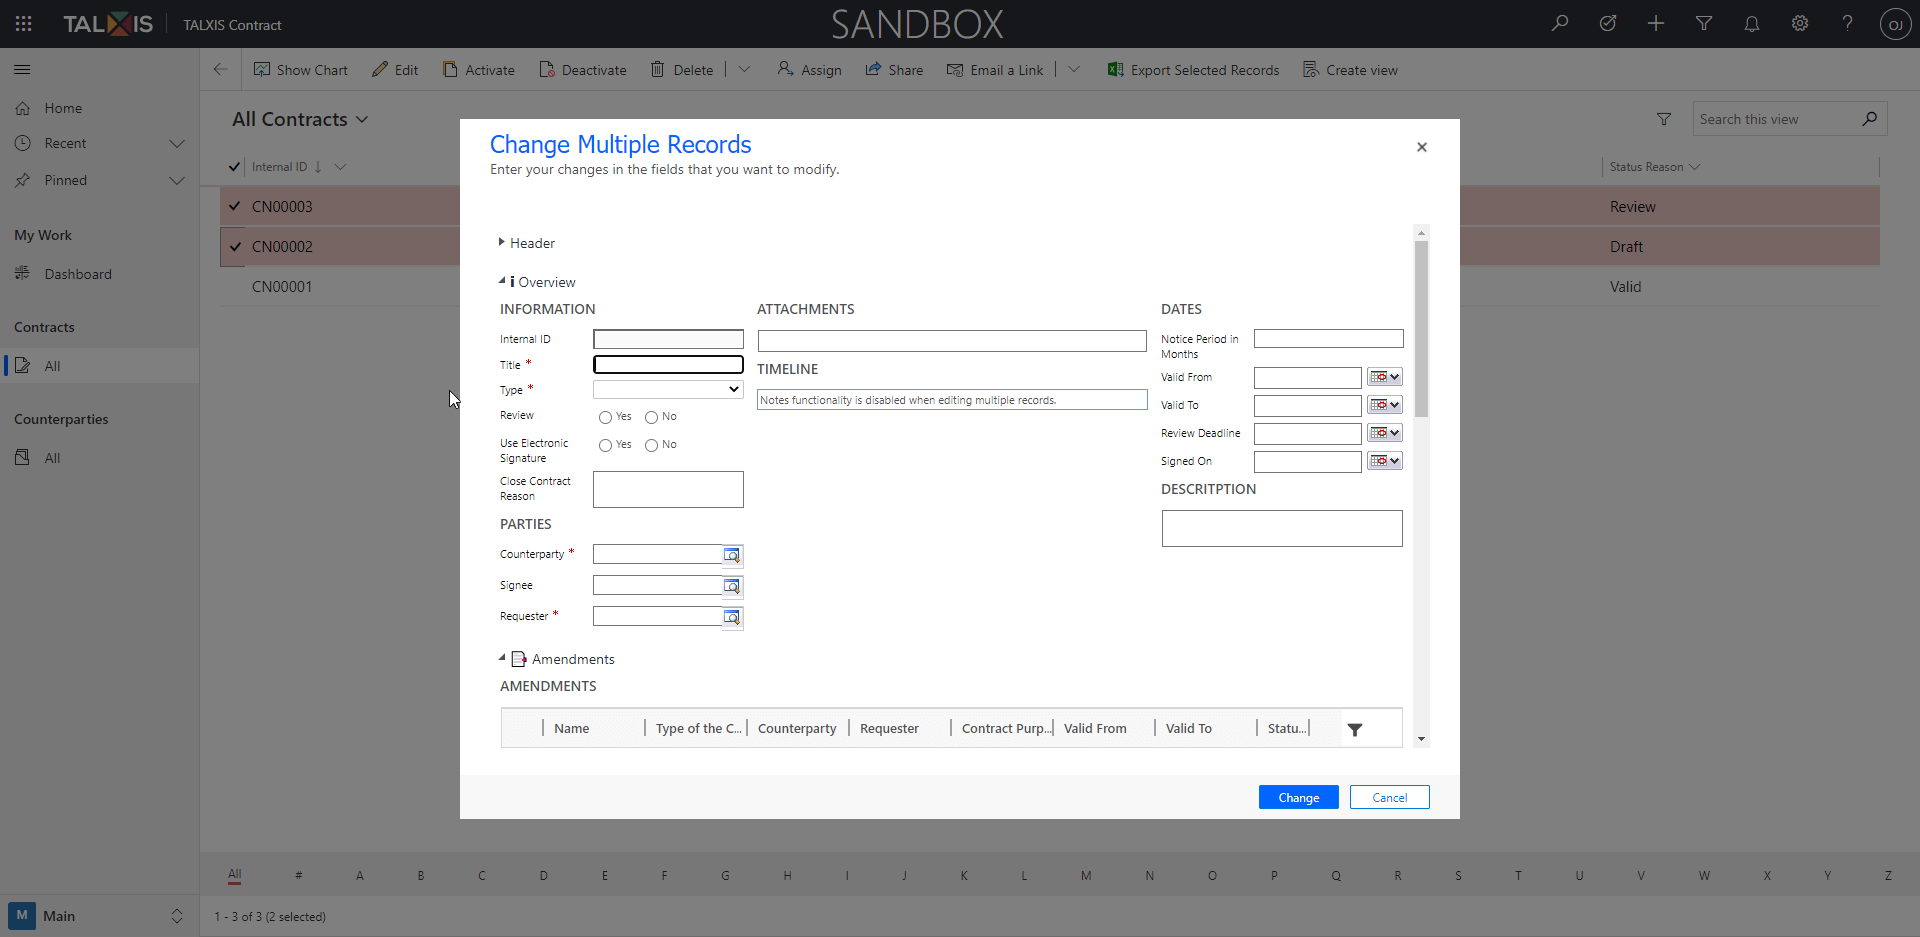 TALXIS
TALXIS Contract
SANDBOX
OJ
Show Chart
Edit
Activate
Deactivate
Delete
Assign
Share
Email a Link
Export Selected Records
Create view
Home
Recent
Pinned
My Work
Dashboard
Contracts
All
Counterparties
All
M Main
All Contracts
Search this view
Internal ID
Status Reason
CN00003
Review
CN00002
Draft
CN00001
Valid
Change Multiple Records
Enter your changes in the fields that you want to modify.
Header
Overview
INFORMATION
Internal ID
Title *
Type *
Review
Yes No
Use Electronic
Signature
Yes No
Close Contract
Reason
PARTIES
Counterparty *
Signee
Requester *
ATTACHMENTS
TIMELINE
Notes functionality is disabled when editing multiple records.
DATES
Notice Period in
Months
Valid From
Valid To
Review Deadline
Signed On
DESCRITPTION
Amendments
AMENDMENTS
Name Type of the C... Counterparty Requester Contract Purp... Valid From Valid To Statu...
Change
Cancel
All # A B C D E F G H I J K L M N O P Q R S T U V W X Y Z
1 - 3 of 3 (2 selected)